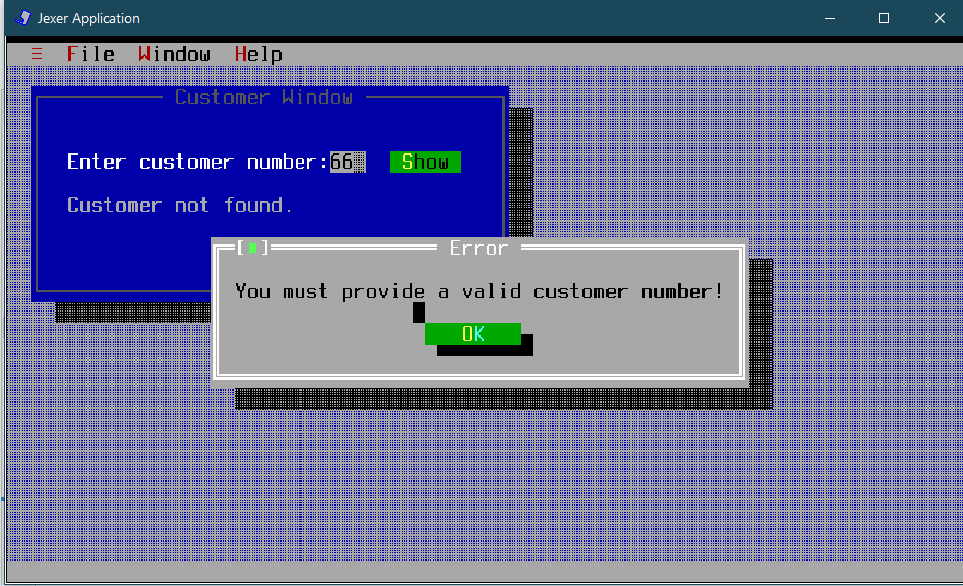 Jexer Application
≡ File Window Help
Customer Window
Enter customer number:66 Show
Customer not found.
Error
You must provide a valid customer number!
OK